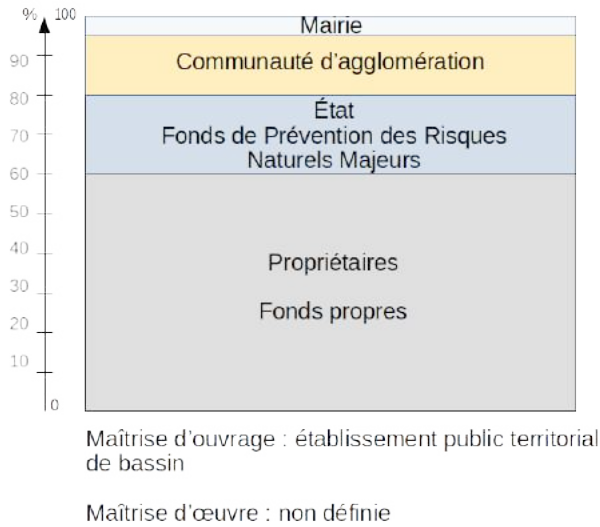 % 100
Mairie
90
Communauté d'agglomération
80
État
70
Fonds de Prévention des Risques
Naturels Majeurs
60
50
40
Propriétaires
30
Fonds propres
20
10
0
Maîtrise d'ouvrage : établissement public territorial
de bassin
Maîtrise d'œuvre : non définie